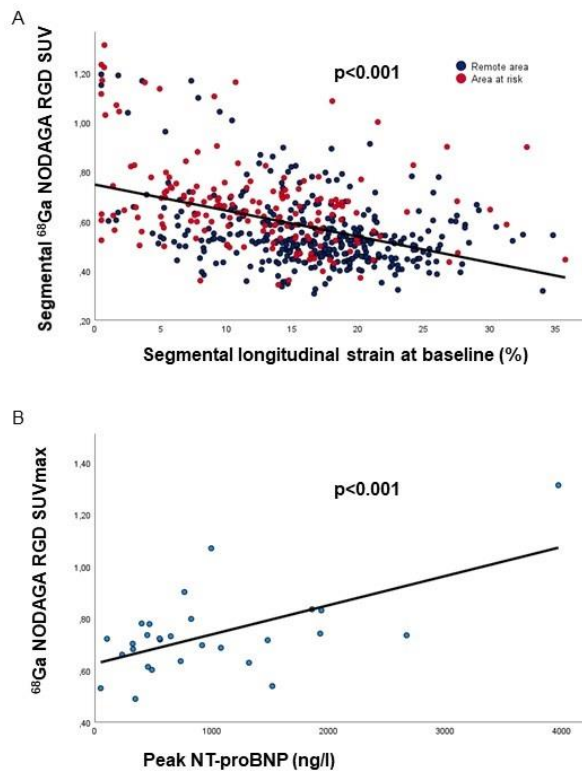 A
Segmental ⁶⁸Ga NODAGA RGD SUV
1,20
1,00
,80
,60
,40
,20
p<0.001
Remote area
Area at risk
0
5
10
15
20
25
30
35
Segmental longitudinal strain at baseline (%)
B
⁶⁸Ga NODAGA RGD SUVmax
1,40
1,20
1,00
,80
,60
,40
p<0.001
0
1000
2000
3000
4000
Peak NT-proBNP (ng/l)